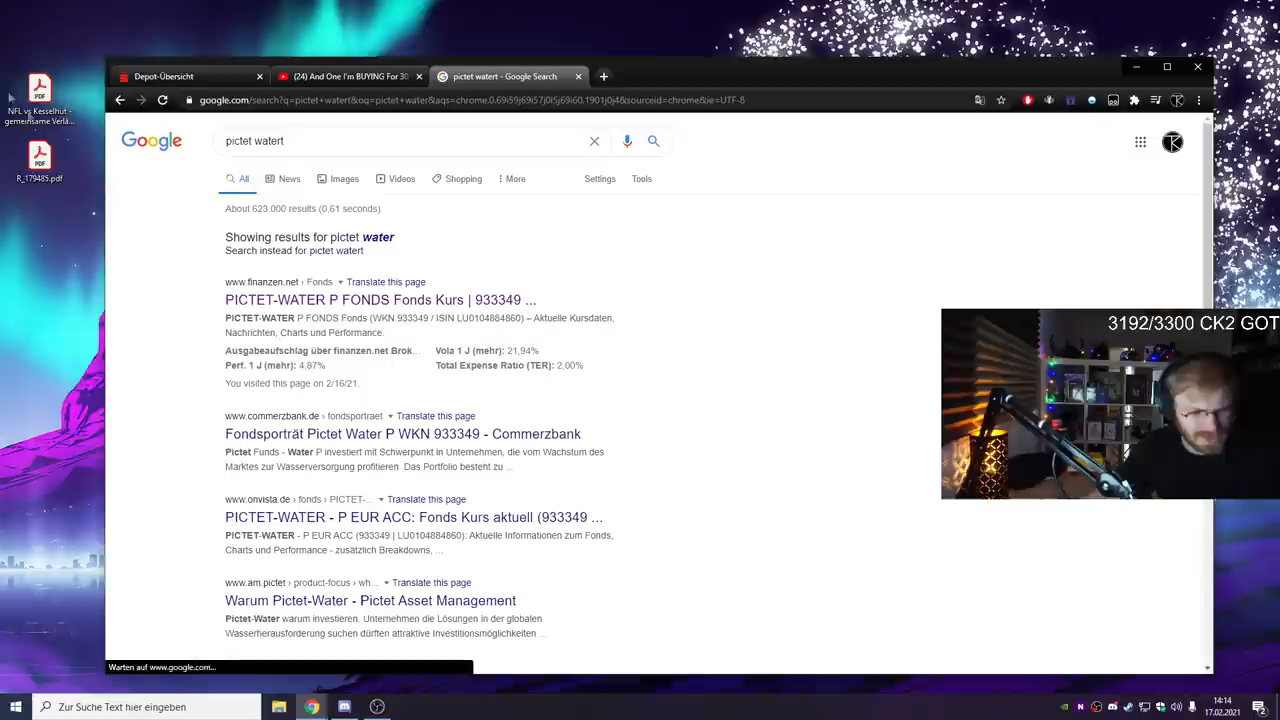 Depot-Übersicht
(24) And One I'm BUYING For 30
pictet watert - Google Search
google.com/search?q=pictet+watert&oq=pictet+water&aqs=chrome.0.69i59j69i57j0i5j69i60.1901j0j4&sourceid=chrome&ie=UTF-8
NFL vs Kesselhut -
gemeinsame Verlä...
R_179485.pdf
Google
pictet watert
All
News
Images
Videos
Shopping
More
Settings
Tools
About 623.000 results (0,61 seconds)
Showing results for pictet water
Search instead for pictet watert
www.finanzen.net › Fonds
Translate this page
PICTET-WATER P FONDS Fonds Kurs | 933349 ...
PICTET-WATER P FONDS Fonds (WKN 933349 / ISIN LU0104884860) – Aktuelle Kursdaten,
Nachrichten, Charts und Performance.
Ausgabeaufschlag über finanzen.net Brok... Vola 1 J (mehr): 21,94%
Perf. 1 J (mehr): 4,87% Total Expense Ratio (TER): 2,00%
You visited this page on 2/16/21.
www.commerzbank.de › fondsportraet
Translate this page
Fondsporträt Pictet Water P WKN 933349 - Commerzbank
Pictet Funds - Water P investiert mit Schwerpunkt in Unternehmen, die vom Wachstum des
Marktes zur Wasserversorgung profitieren. Das Portfolio besteht zu ...
www.onvista.de › fonds › PICTET-...
Translate this page
PICTET-WATER - P EUR ACC: Fonds Kurs aktuell (933349 ...
PICTET-WATER - P EUR ACC (933349 | LU0104884860): Aktuelle Informationen zum Fonds,
Charts und Performance - zusätzlich Breakdowns, ...
www.am.pictet › product-focus › wh...
Translate this page
Warum Pictet-Water - Pictet Asset Management
Pictet-Water warum investieren. Unternehmen die Lösungen in der globalen
Wasserherausforderung suchen dürften attraktive Investitionsmöglichkeiten ...
3192/3300 CK2 GOT
Warten auf www.google.com...
Zur Suche Text hier eingeben
14:14
17.02.2021
2